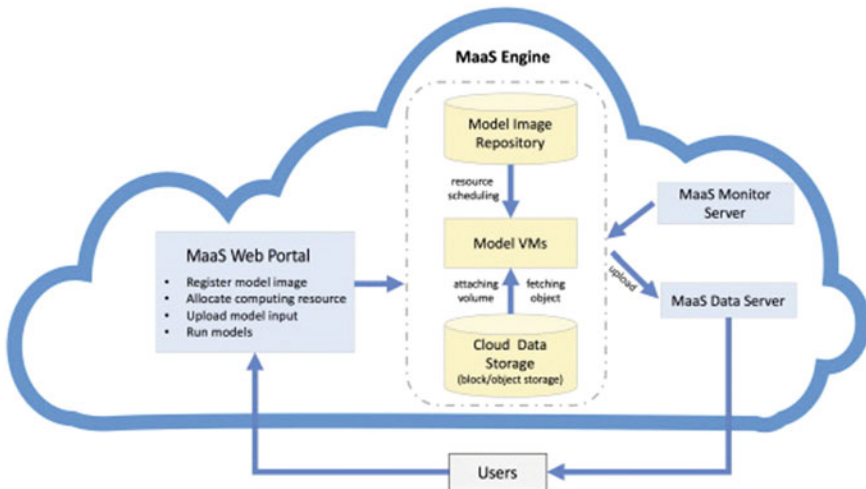 MaaS Engine
Model Image
Repository
resource
scheduling
Model VMs
attaching
volume
fetching
object
Cloud Data
Storage
(block/object storage)
MaaS Web Portal
• Register model image
• Allocate computing resource
• Upload model input
• Run models
MaaS Monitor
Server
upload
MaaS Data Server
Users